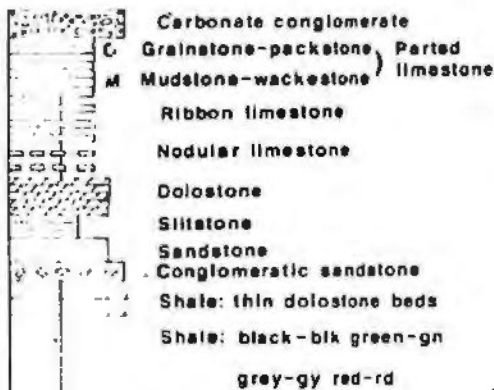 Carbonate conglomerate
G Grainstone-packstone
Parted limestone
M Mudstone-wackestone
Ribbon limestone
Nodular limestone
Dolostone
Siltstone
Sandstone
Conglomeratic sandstone
Shale: thin dolostone beds
Shale: black-blk green-gn
grey-gy red-rd